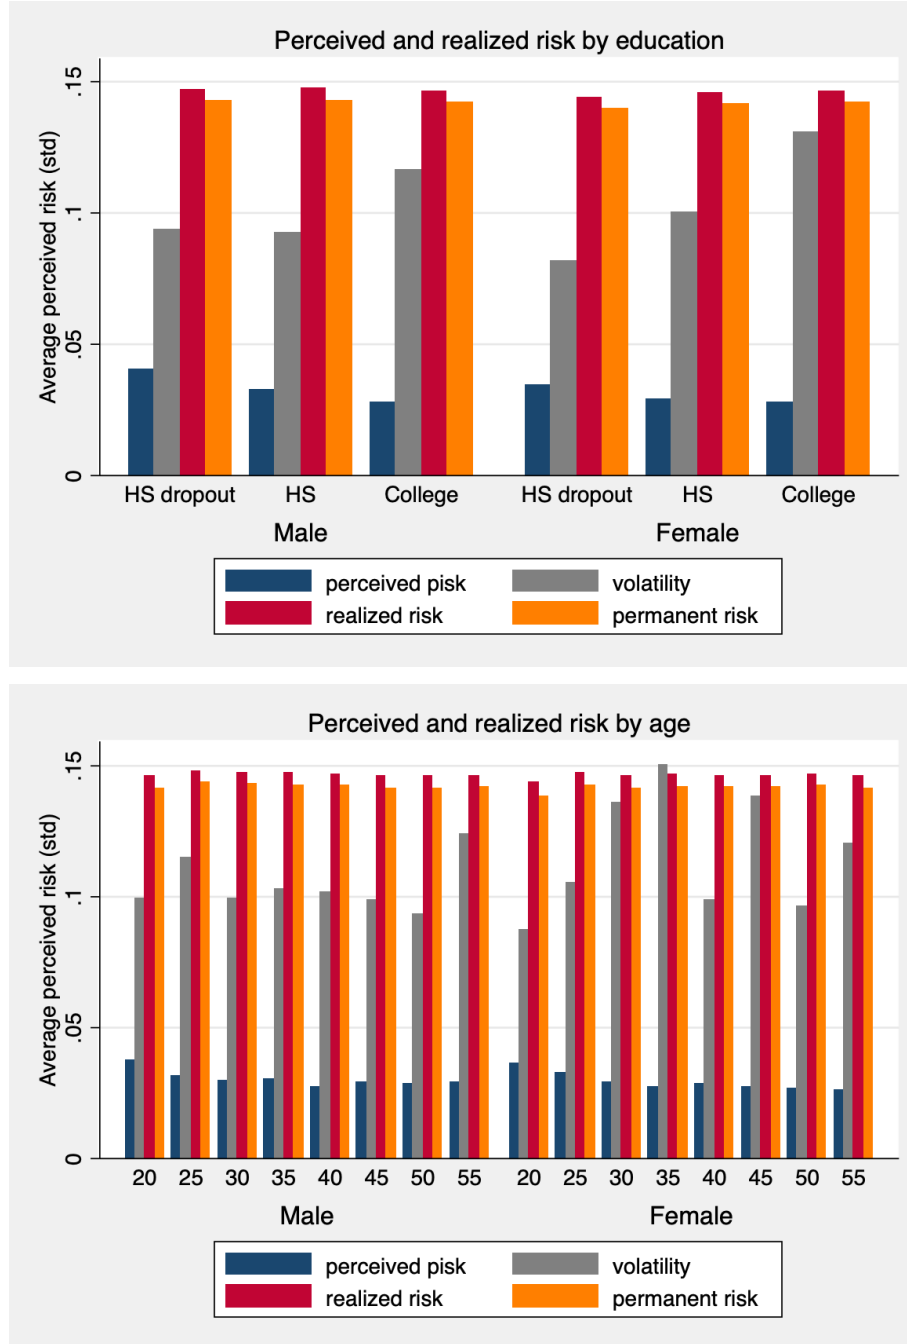 Perceived and realized risk by education
Average perceived risk (std)
.15
.1
.05
0
HS dropout HS College HS dropout HS College
Male Female
perceived pisk volatility
realized risk permanent risk
Perceived and realized risk by age
Average perceived risk (std)
.15
.1
.05
0
20 25 30 35 40 45 50 55 20 25 30 35 40 45 50 55
Male Female
perceived pisk volatility
realized risk permanent risk